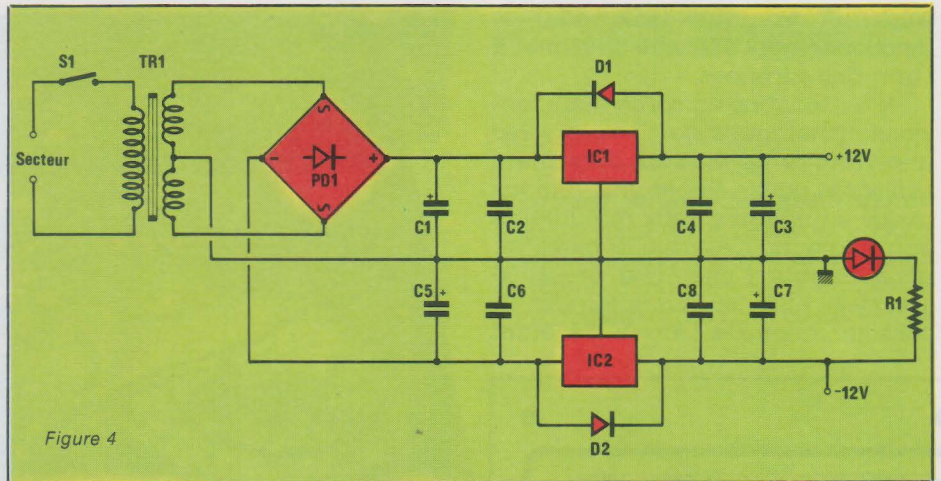 S1
TR1
D1
Secteur
S
-
PD1
+
S
IC1
+12V
+
C1
C2
C4
+
C3
C5
+
C6
C8
+
C7
R1
IC2
-12V
D2
Figure 4